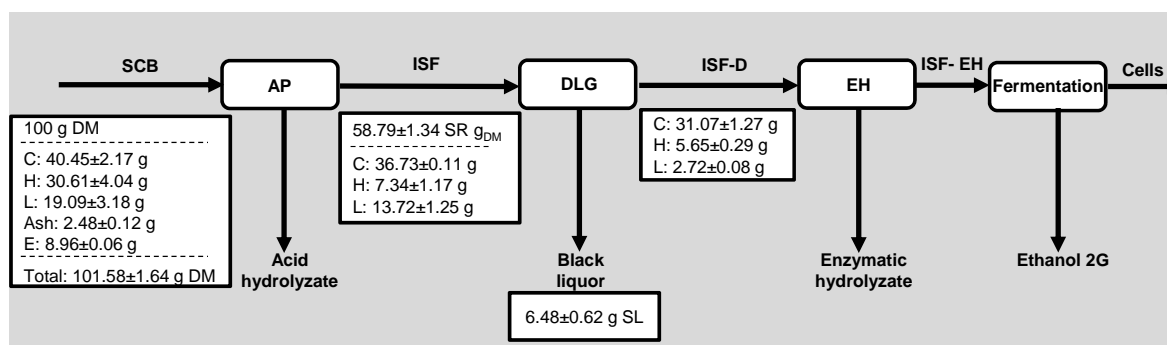 SCB
ISF
ISF-D
ISF- EH
Cells
AP
DLG
EH
Fermentation
100 g DM
C: 40.45±2.17 g
H: 30.61±4.04 g
L: 19.09±3.18 g
Ash: 2.48±0.12 g
E: 8.96±0.06 g
Total: 101.58±1.64 g DM
58.79±1.34 SR gDM
C: 36.73±0.11 g
H: 7.34±1.17 g
L: 13.72±1.25 g
C: 31.07±1.27 g
H: 5.65±0.29 g
L: 2.72±0.08 g
Acid
hydrolyzate
Black
liquor
6.48±0.62 g SL
Enzymatic
hydrolyzate
Ethanol 2G